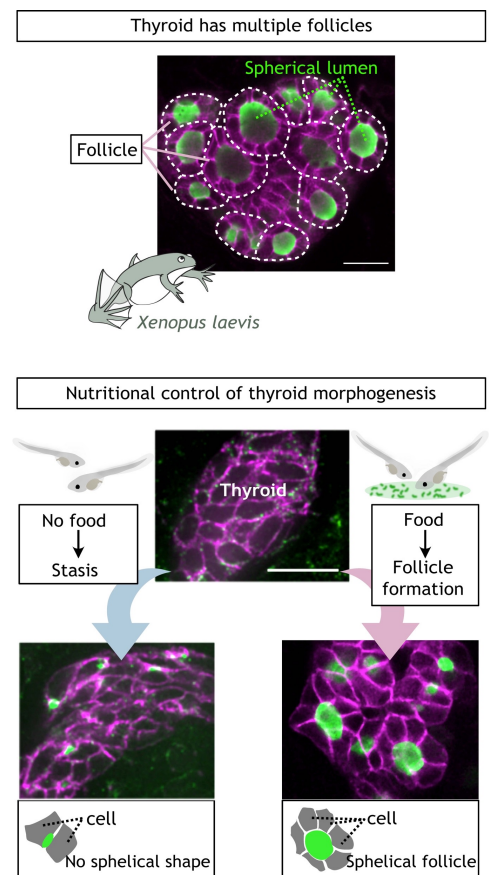 Thyroid has multiple follicles
Spherical lumen
Follicle
Xenopus laevis
Nutritional control of thyroid morphogenesis
Thyroid
No food
Stasis
Food
Follicle
formation
cell
No sphelical shape
cell
Sphelical follicle